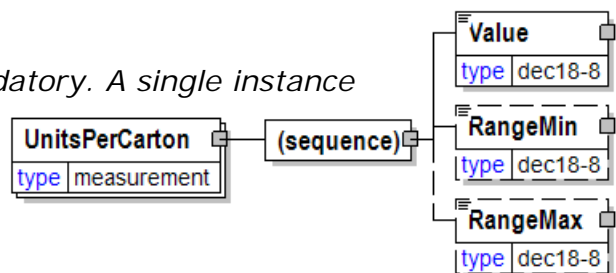 Value
type dec18-8
datory. A single instance
RangeMin
type dec18-8
UnitsPerCarton
type measurement
(sequence)
RangeMax
type dec18-8